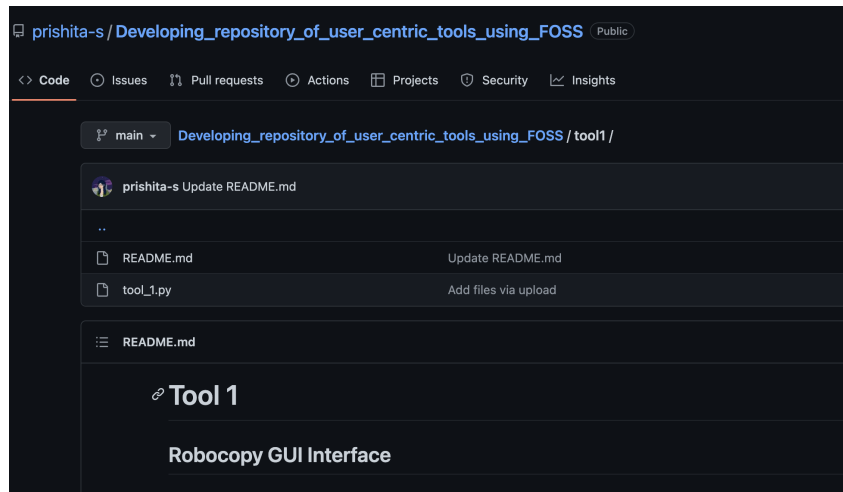 prishita-s / Developing_repository_of_user_centric_tools_using_FOSS Public
<> Code Issues Pull requests Actions Projects Security Insights
main Developing_repository_of_user_centric_tools_using_FOSS / tool1 /
prishita-s Update README.md
..
README.md Update README.md
tool_1.py Add files via upload
README.md
Tool 1
Robocopy GUI Interface